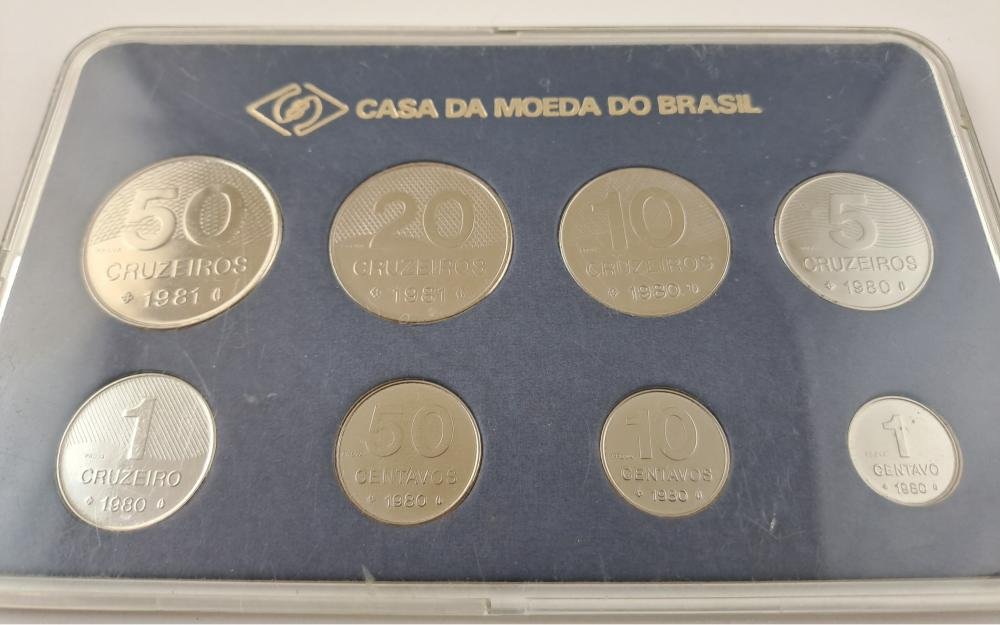 CASA DA MOEDA DO BRASIL
50
CRUZEIROS
1981
20
CRUZEIROS
1981
10
CRUZEIROS
1980
5
CRUZEIROS
1980
1
CRUZEIRO
1980
50
CENTAVOS
1980
10
CENTAVOS
1980
1
CENTAVO
1980